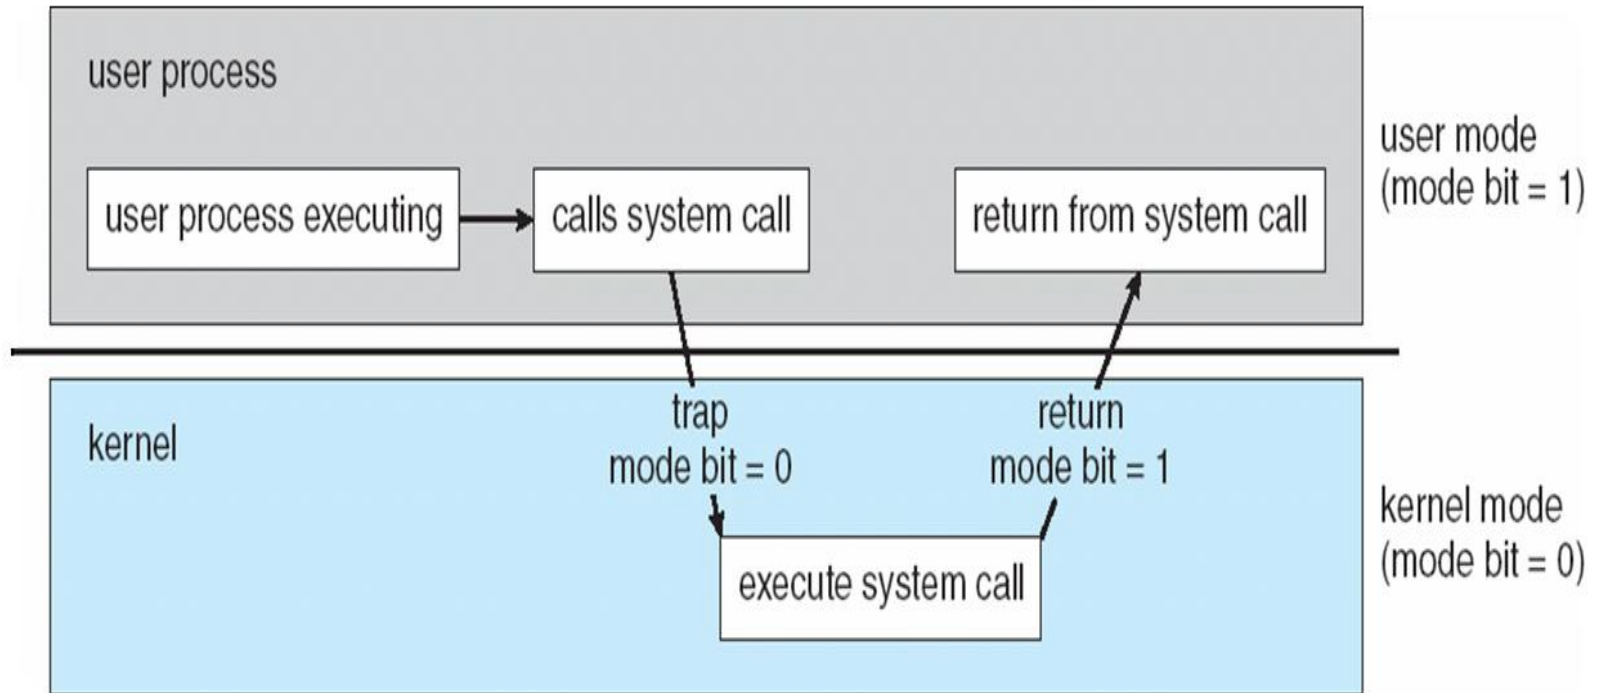 user process
user process executing
calls system call
return from system call
user mode
(mode bit = 1)
kernel
trap
mode bit = 0
return
mode bit = 1
execute system call
kernel mode
(mode bit = 0)